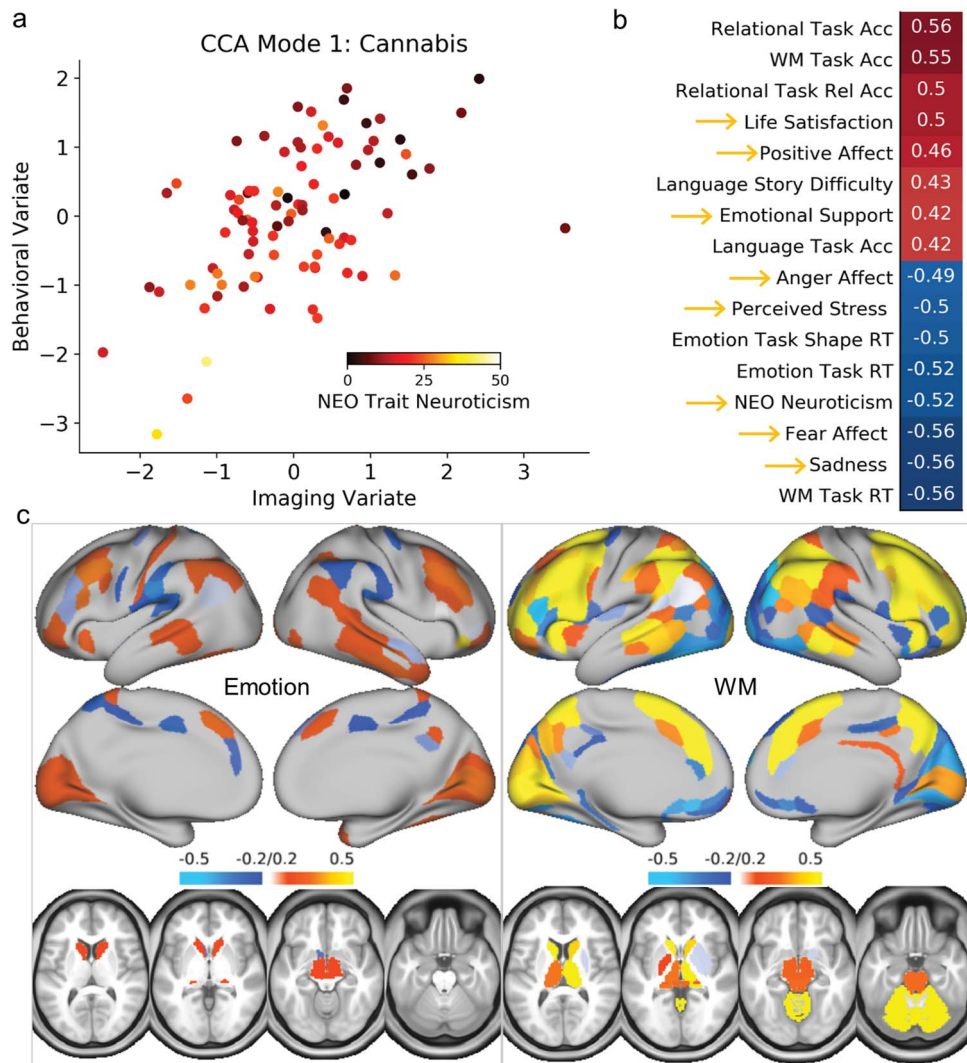 a
CCA Mode 1: Cannabis
2
1
0
−1
−2
−3
Behavioral Variate
−2 −1 0 1 2 3
Imaging Variate
0 25 50
NEO Trait Neuroticism
b
Relational Task Acc 0.56
WM Task Acc 0.55
Relational Task Rel Acc 0.5
Life Satisfaction 0.5
Positive Affect 0.46
Language Story Difficulty 0.43
Emotional Support 0.42
Language Task Acc 0.42
Anger Affect -0.49
Perceived Stress -0.5
Emotion Task Shape RT -0.5
Emotion Task RT -0.52
NEO Neuroticism -0.52
Fear Affect -0.56
Sadness -0.56
WM Task RT -0.56
c
Emotion
WM
-0.5 -0.2/0.2 0.5
-0.5 -0.2/0.2 0.5